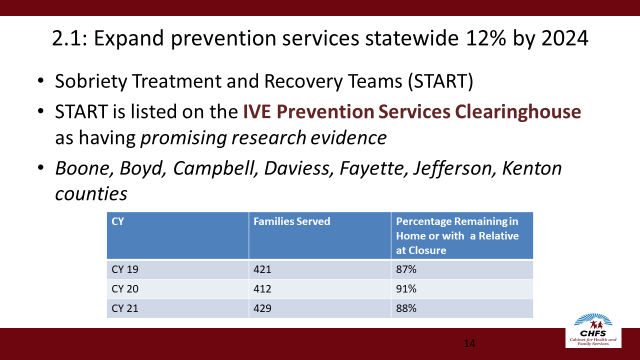 2.1: Expand prevention services statewide 12% by 2024
• Sobriety Treatment and Recovery Teams (START)
• START is listed on the IVE Prevention Services Clearinghouse
as having promising research evidence
• Boone, Boyd, Campbell, Daviess, Fayette, Jefferson, Kenton
counties
CY Families Served Percentage Remaining in
Home or with a Relative
at Closure
CY 19 421 87%
CY 20 412 91%
CY 21 429 88%
14
CHFS
Cabinet for Health and
Family Services